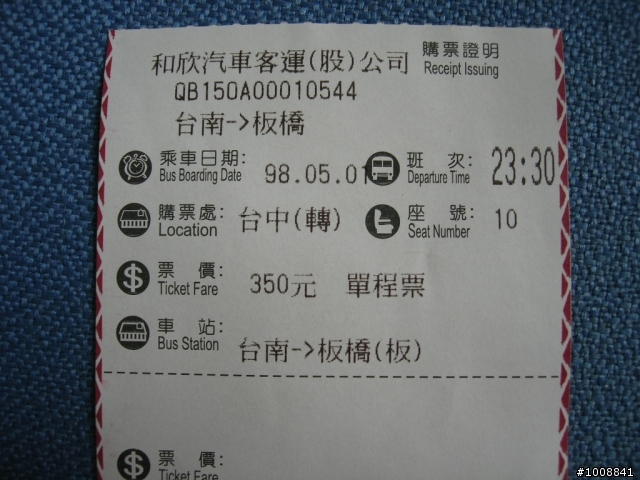 和欣汽車客運(股)公司 購票證明
Receipt Issuing
QB150A00010544
台南->板橋
乘車日期: 98.05.01 班 次: 23:30
Bus Boarding Date Departure Time
購票處: 台中(轉) 座 號: 10
Location Seat Number
票 價: 350元 單程票
Ticket Fare
車 站: 台南->板橋(板)
Bus Station
票 價:
Ticket Fare
#1008841